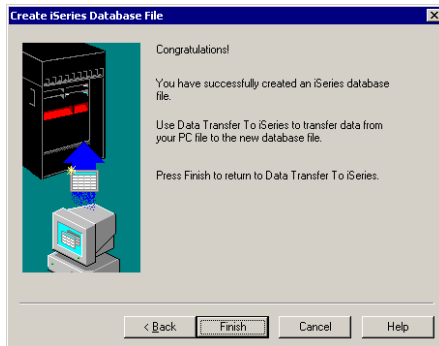 Create iSeries Database File
Congratulations!
You have successfully created an iSeries database
file.
Use Data Transfer To iSeries to transfer data from
your PC file to the new database file.
Press Finish to return to Data Transfer To iSeries.
< Back
Finish
Cancel
Help